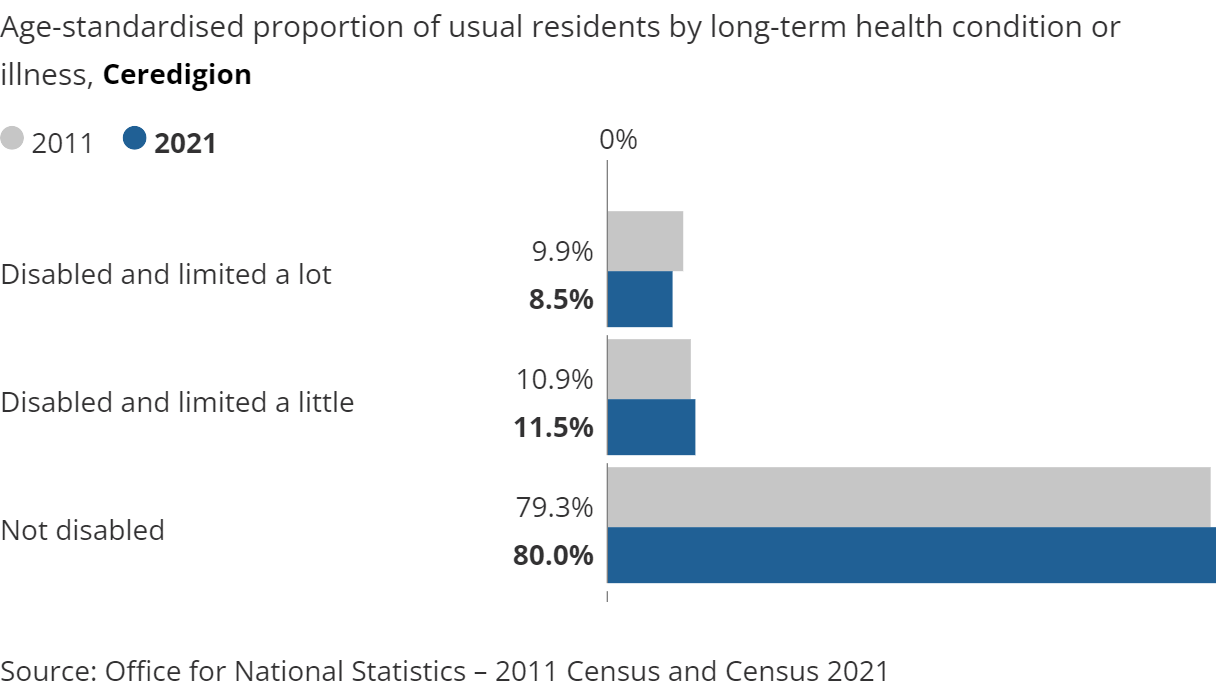 Age-standardised proportion of usual residents by long-term health condition or
illness, Ceredigion
2011 2021
0%
Disabled and limited a lot
9.9%
8.5%
Disabled and limited a little
10.9%
11.5%
Not disabled
79.3%
80.0%
Source: Office for National Statistics – 2011 Census and Census 2021